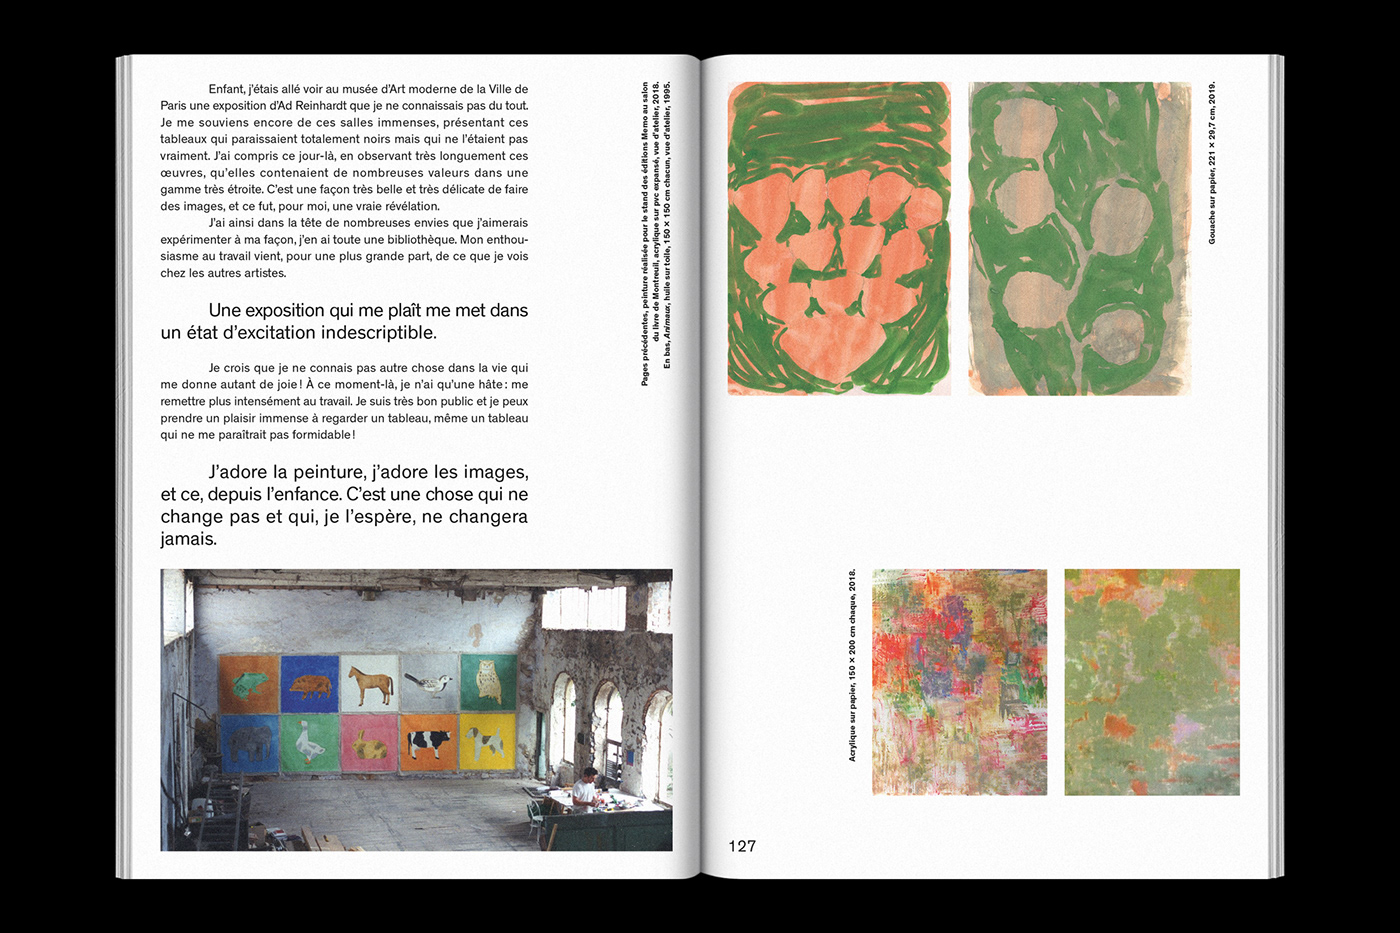 Enfant, j’étais allé voir au musée d’Art moderne de la Ville de
Paris une exposition d’Ad Reinhardt que je ne connaissais pas du tout.
Je me souviens encore de ces salles immenses, présentant ces
tableaux qui paraissaient totalement noirs mais qui ne l’étaient pas
vraiment. J’ai compris ce jour-là, en observant très longuement ces
œuvres, qu’elles contenaient de nombreuses valeurs dans une
gamme très étroite. C’est une façon très belle et très délicate de faire
des images, et ce fut, pour moi, une vraie révélation.
J’ai ainsi dans la tête de nombreuses envies que j’aimerais
expérimenter à ma façon, j’en ai toute une bibliothèque. Mon enthou-
siasme au travail vient, pour une plus grande part, de ce que je vois
chez les autres artistes.
Une exposition qui me plaît me met dans
un état d’excitation indescriptible.
Je crois que je ne connais pas autre chose dans la vie qui
me donne autant de joie ! À ce moment-là, je n’ai qu’une hâte : me
remettre plus intensément au travail. Je suis très bon public et je peux
prendre un plaisir immense à regarder un tableau, même un tableau
qui ne me paraîtrait pas formidable !
J’adore la peinture, j’adore les images,
et ce, depuis l’enfance. C’est une chose qui ne
change pas et qui, je l’espère, ne changera
jamais.
Pages précédentes, peinture réalisée pour le stand des éditions Memo au salon
du livre de Montreuil, acrylique sur pvc expansé, vue d’atelier, 2018.
En bas, Animaux, huile sur toile, 150 × 150 cm chacun, vue d’atelier, 1995.
Gouache sur papier, 221 × 29,7 cm, 2019.
Acrylique sur papier, 150 × 200 cm chaque, 2018.
127